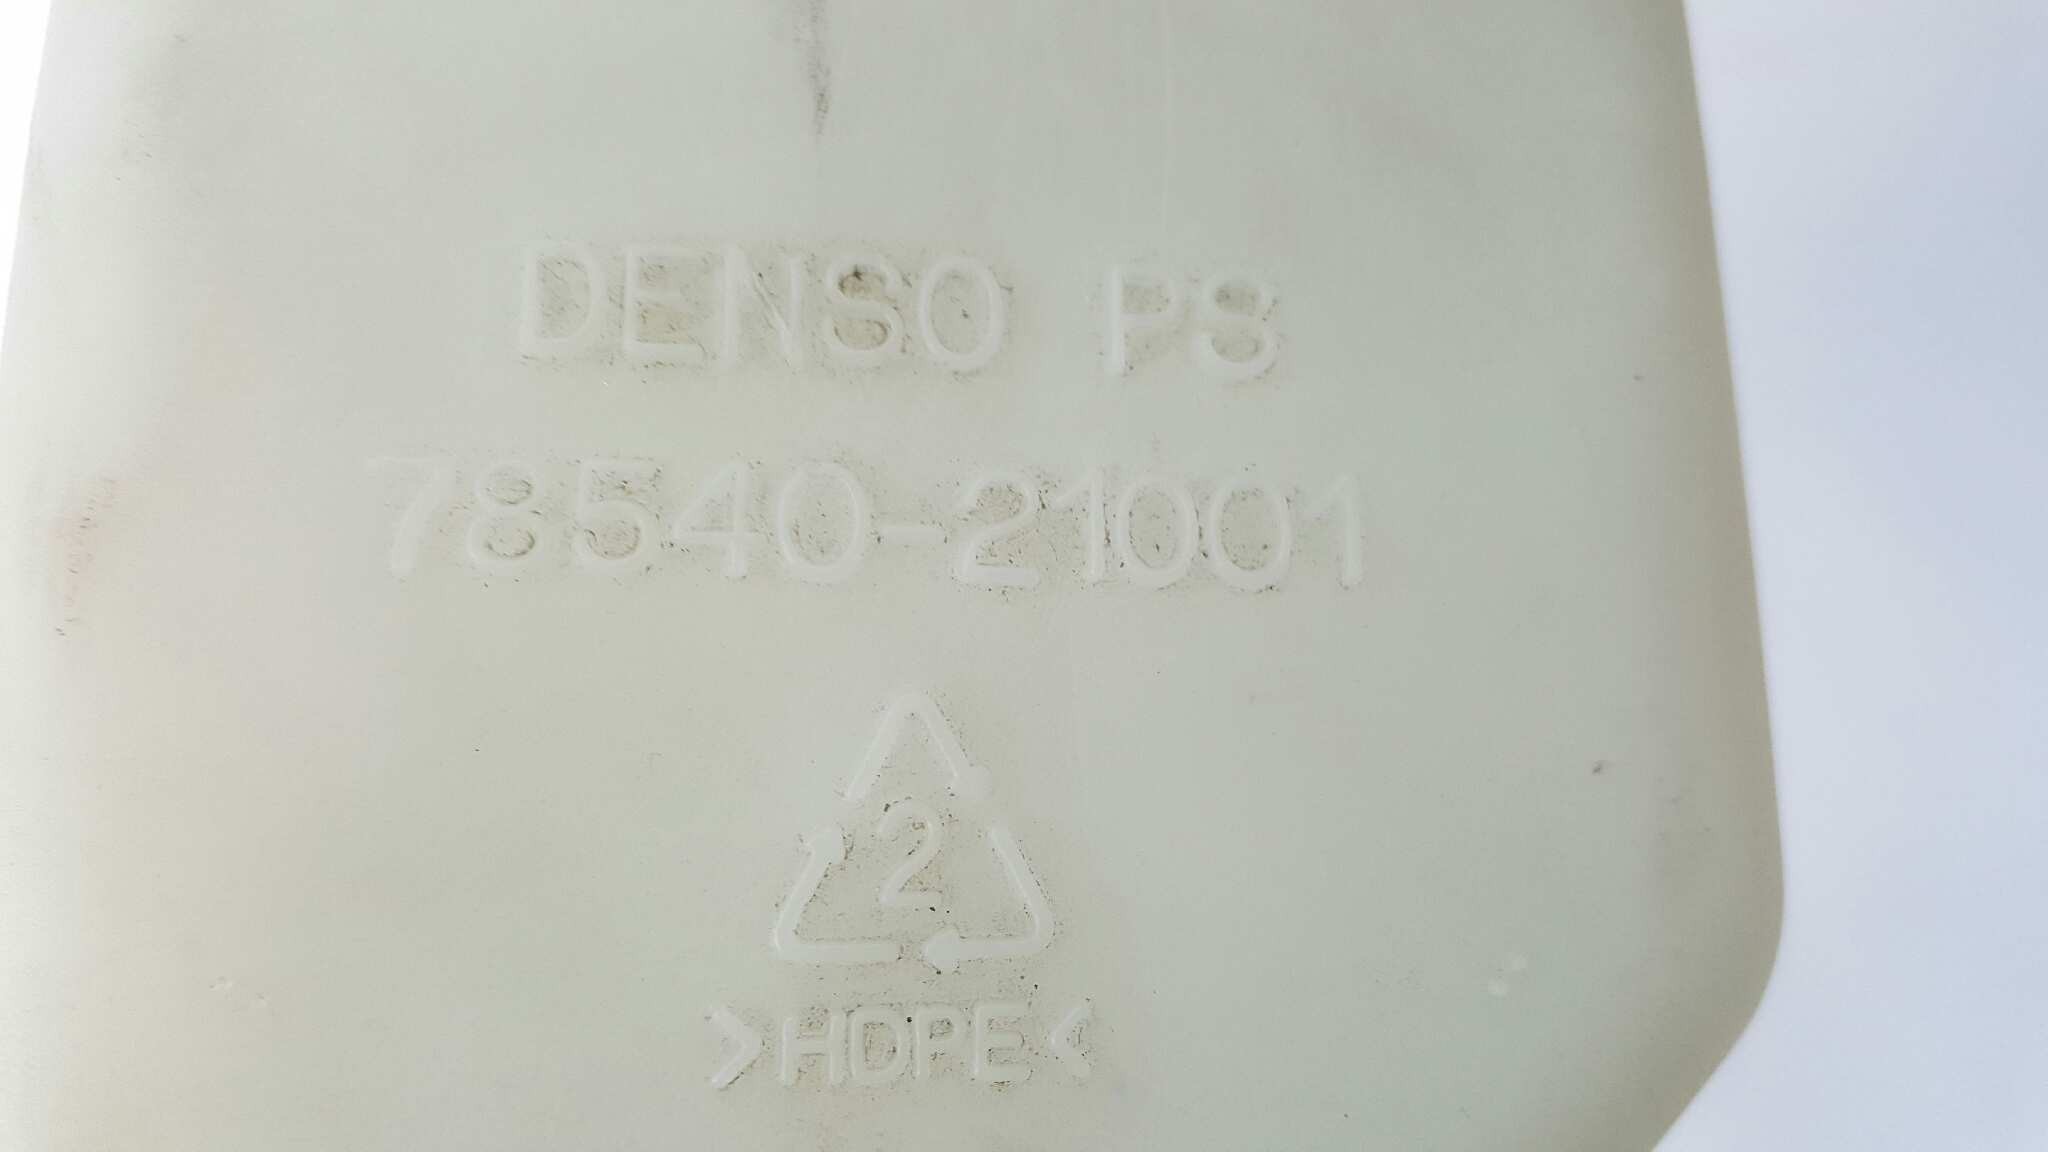 DENSO PS
78540-21001
2
>HDPE<